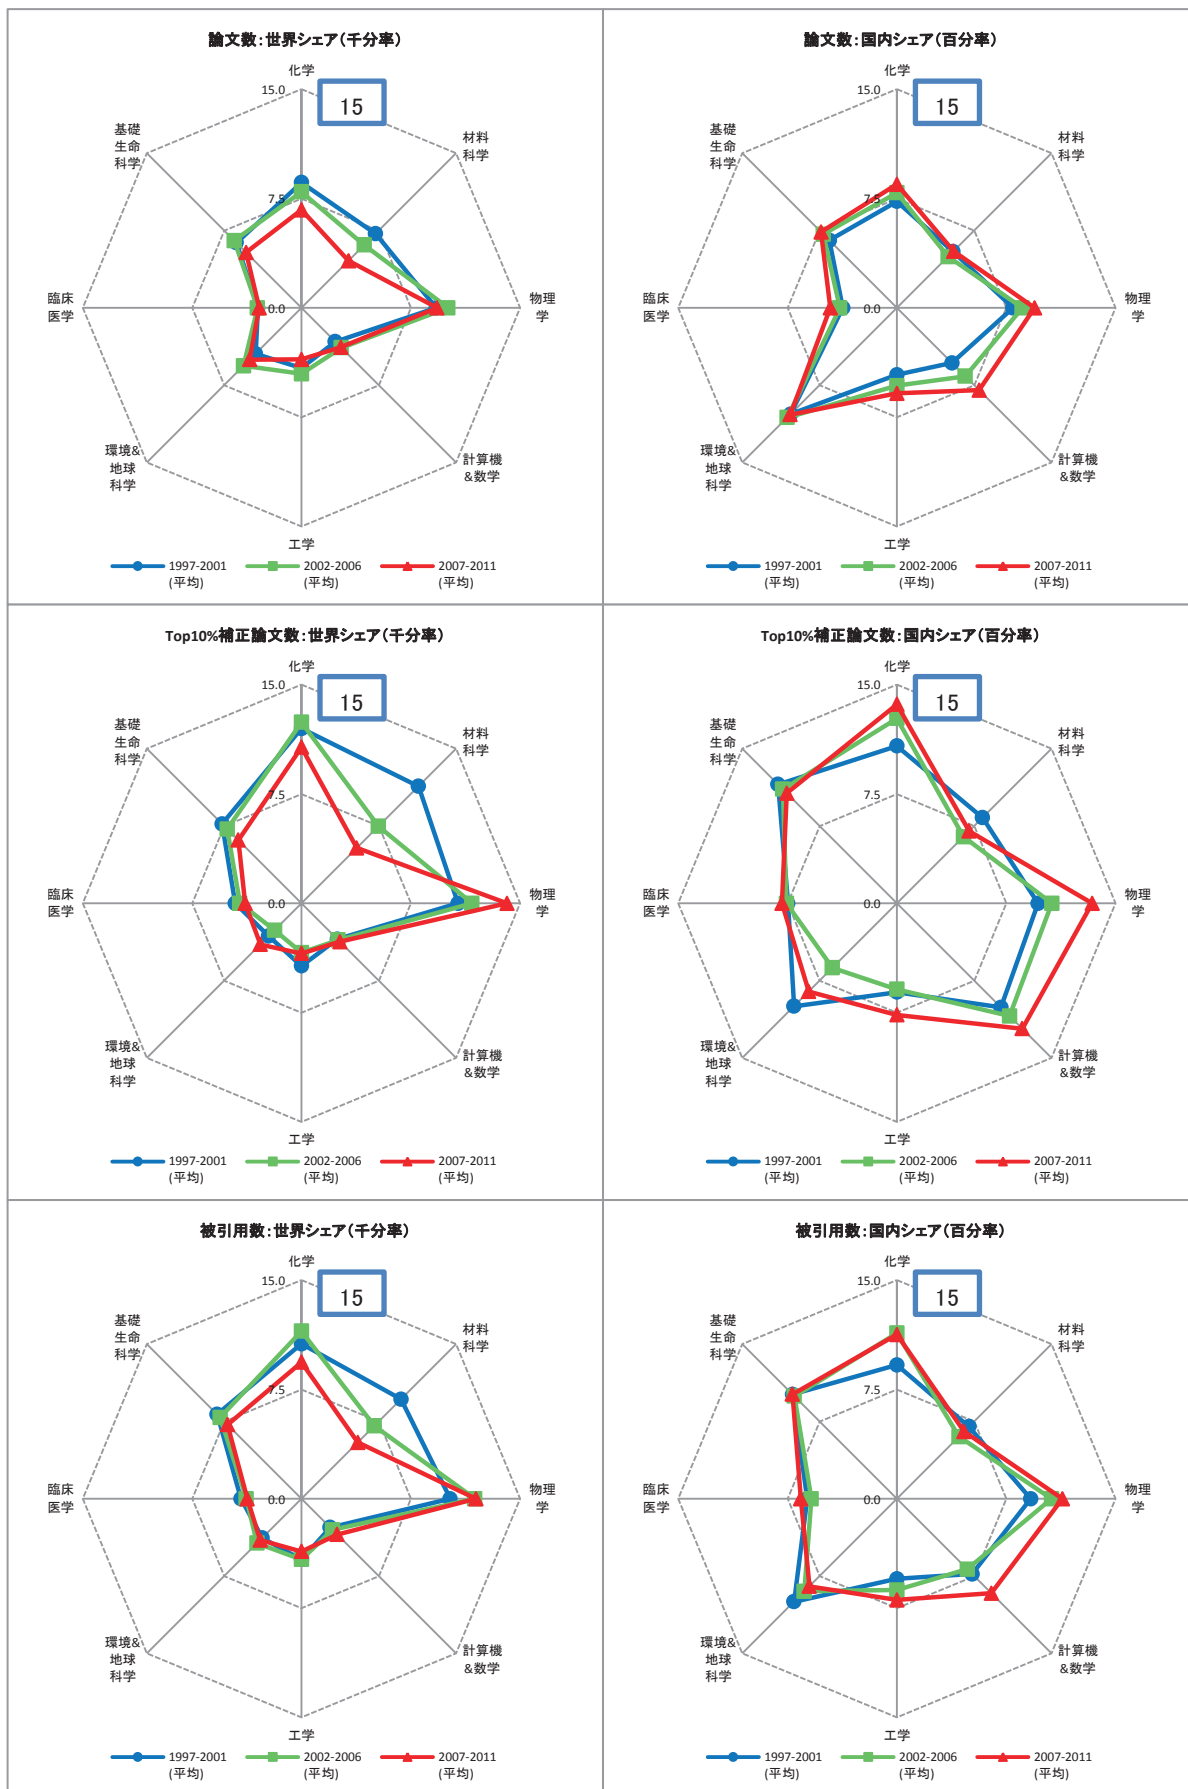 論文数：世界シェア（千分率）
化学
15.0
15
材料
科学
基礎
生命
科学
7.5
臨床
医学
0.0
物理
学
環境&
地球
科学
計算機
&数学
工学
1997-2001
(平均)
2002-2006
(平均)
2007-2011
(平均)
論文数：国内シェア（百分率）
化学
15.0
15
材料
科学
基礎
生命
科学
7.5
臨床
医学
0.0
物理
学
環境&
地球
科学
計算機
&数学
工学
1997-2001
(平均)
2002-2006
(平均)
2007-2011
(平均)
Top10%補正論文数：世界シェア（千分率）
化学
15.0
15
材料
科学
基礎
生命
科学
7.5
臨床
医学
0.0
物理
学
環境&
地球
科学
計算機
&数学
工学
1997-2001
(平均)
2002-2006
(平均)
2007-2011
(平均)
Top10%補正論文数：国内シェア（百分率）
化学
15.0
15
材料
科学
基礎
生命
科学
7.5
臨床
医学
0.0
物理
学
環境&
地球
科学
計算機
&数学
工学
1997-2001
(平均)
2002-2006
(平均)
2007-2011
(平均)
被引用数：世界シェア（千分率）
化学
15.0
15
材料
科学
基礎
生命
科学
7.5
臨床
医学
0.0
物理
学
環境&
地球
科学
計算機
&数学
工学
1997-2001
(平均)
2002-2006
(平均)
2007-2011
(平均)
被引用数：国内シェア（百分率）
化学
15.0
15
材料
科学
基礎
生命
科学
7.5
臨床
医学
0.0
物理
学
環境&
地球
科学
計算機
&数学
工学
1997-2001
(平均)
2002-2006
(平均)
2007-2011
(平均)